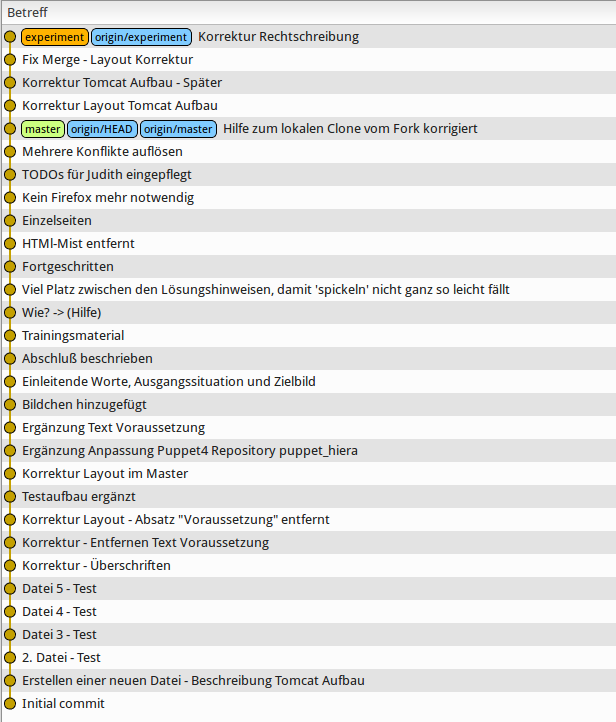 Betreff
experiment origin/experiment Korrektur Rechtschreibung
Fix Merge - Layout Korrektur
Korrektur Tomcat Aufbau - Später
Korrektur Layout Tomcat Aufbau
master origin/HEAD origin/master Hilfe zum lokalen Clone vom Fork korrigiert
Mehrere Konflikte auflösen
TODOs für Judith eingepflegt
Kein Firefox mehr notwendig
Einzelseiten
HTMl-Mist entfernt
Fortgeschritten
Viel Platz zwischen den Lösungshinweisen, damit 'spickeln' nicht ganz so leicht fällt
Wie? -> (Hilfe)
Trainingsmaterial
Abschluß beschrieben
Einleitende Worte, Ausgangssituation und Zielbild
Bildchen hinzugefügt
Ergänzung Text Voraussetzung
Ergänzung Anpassung Puppet4 Repository puppet_hiera
Korrektur Layout im Master
Testaufbau ergänzt
Korrektur Layout - Absatz "Voraussetzung" entfernt
Korrektur - Entfernen Text Voraussetzung
Korrektur - Überschriften
Datei 5 - Test
Datei 4 - Test
Datei 3 - Test
2. Datei - Test
Erstellen einer neuen Datei - Beschreibung Tomcat Aufbau
Initial commit